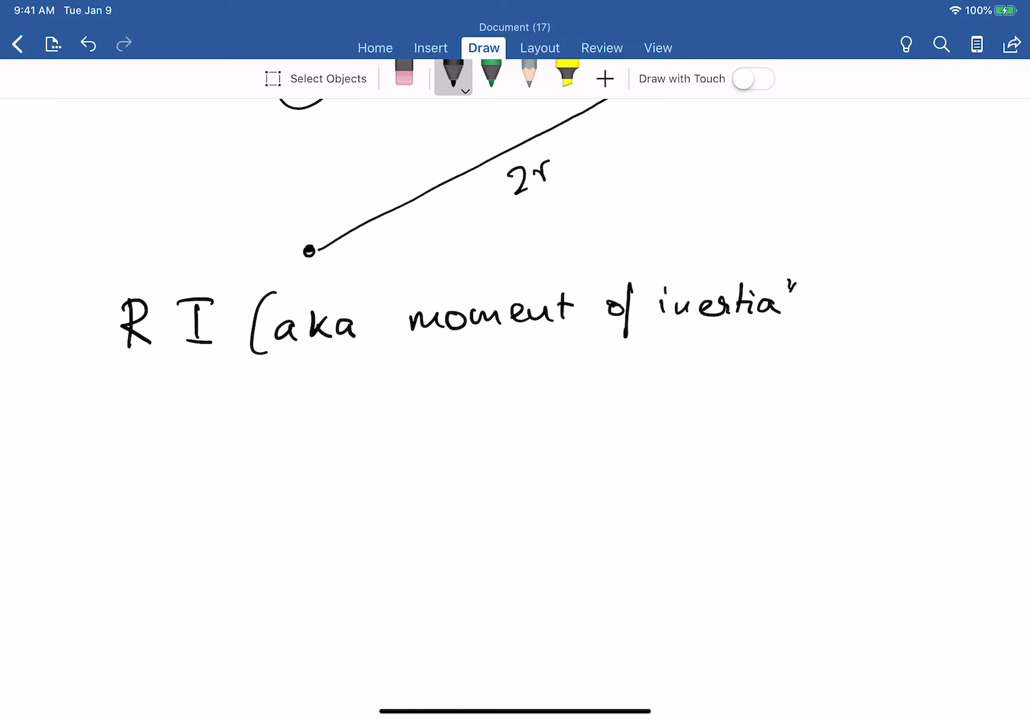 9:41 AM Tue Jan 9 100%
Document (17)
Home Insert Draw Layout Review View
Select Objects Draw with Touch
2r
R I (aka moment of inertia"